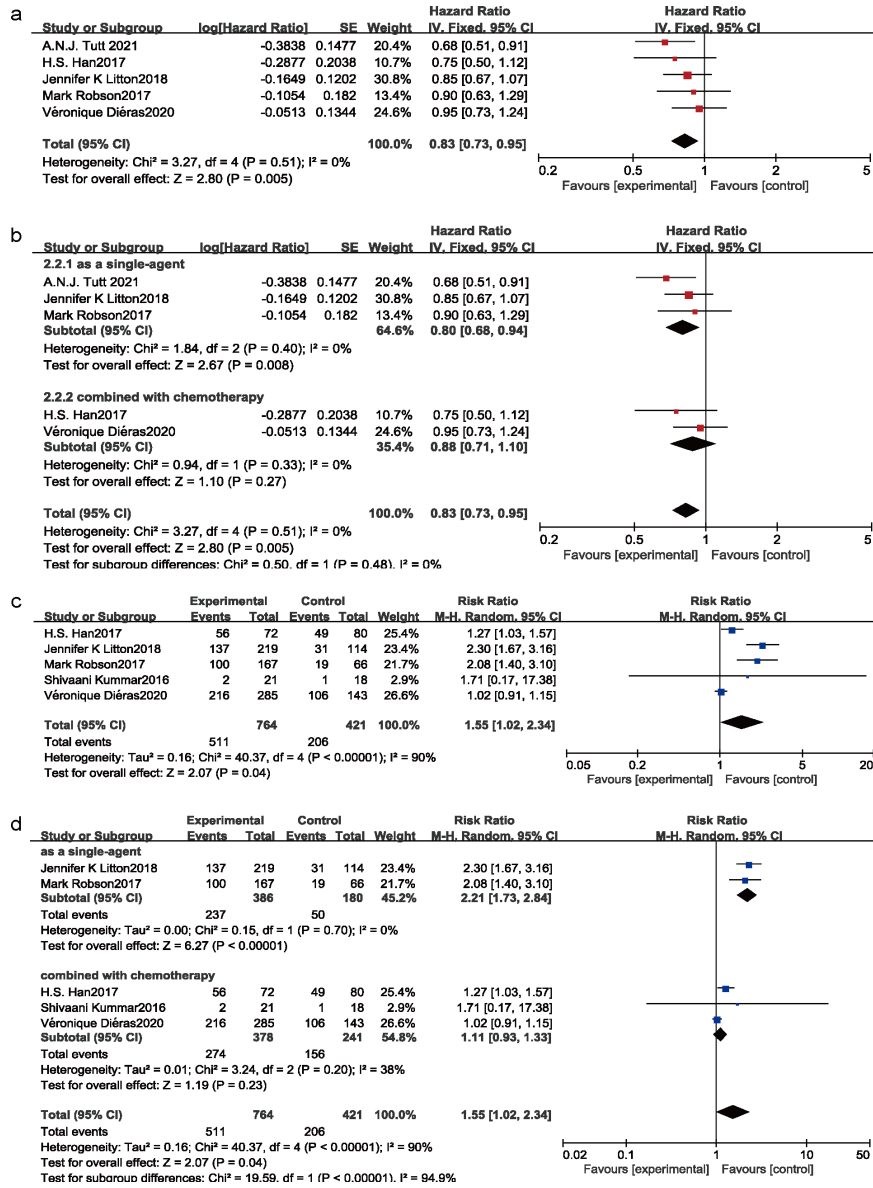 a
Hazard Ratio Hazard Ratio
Study or Subgroup log[Hazard Ratio] SE Weight IV. Fixed. 95% CI IV. Fixed. 95% CI
A.N.J. Tutt 2021 -0.3838 0.1477 20.4% 0.68 [0.51, 0.91]
H.S. Han2017 -0.2877 0.2038 10.7% 0.75 [0.50, 1.12]
Jennifer K Litton2018 -0.1649 0.1202 30.8% 0.85 [0.67, 1.07]
Mark Robson2017 -0.1054 0.182 13.4% 0.90 [0.63, 1.29]
Véronique Diéras2020 -0.0513 0.1344 24.6% 0.95 [0.73, 1.24]
Total (95% CI) 100.0% 0.83 [0.73, 0.95]
Heterogeneity: Chi² = 3.27, df = 4 (P = 0.51); I² = 0%
Test for overall effect: Z = 2.80 (P = 0.005)
0.2 0.5 1 2 5
Favours [experimental] Favours [control]
b
Hazard Ratio Hazard Ratio
Study or Subgroup log[Hazard Ratio] SE Weight IV. Fixed. 95% CI IV. Fixed. 95% CI
2.2.1 as a single-agent
A.N.J. Tutt 2021 -0.3838 0.1477 20.4% 0.68 [0.51, 0.91]
Jennifer K Litton2018 -0.1649 0.1202 30.8% 0.85 [0.67, 1.07]
Mark Robson2017 -0.1054 0.182 13.4% 0.90 [0.63, 1.29]
Subtotal (95% CI) 64.6% 0.80 [0.68, 0.94]
Heterogeneity: Chi² = 1.84, df = 2 (P = 0.40); I² = 0%
Test for overall effect: Z = 2.67 (P = 0.008)
2.2.2 combined with chemotherapy
H.S. Han2017 -0.2877 0.2038 10.7% 0.75 [0.50, 1.12]
Véronique Diéras2020 -0.0513 0.1344 24.6% 0.95 [0.73, 1.24]
Subtotal (95% CI) 35.4% 0.88 [0.71, 1.10]
Heterogeneity: Chi² = 0.94, df = 1 (P = 0.33); I² = 0%
Test for overall effect: Z = 1.10 (P = 0.27)
Total (95% CI) 100.0% 0.83 [0.73, 0.95]
Heterogeneity: Chi² = 3.27, df = 4 (P = 0.51); I² = 0%
Test for overall effect: Z = 2.80 (P = 0.005)
Test for subgroup differences: Chi² = 0.50. df = 1 (P = 0.48). I² = 0%
0.2 0.5 1 2 5
Favours [experimental] Favours [control]
c
Experimental Control Risk Ratio Risk Ratio
Study or Subgroup Events Total Events Total Weight M-H. Random. 95% CI M-H. Random. 95% CI
H.S. Han2017 56 72 49 80 25.4% 1.27 [1.03, 1.57]
Jennifer K Litton2018 137 219 31 114 23.4% 2.30 [1.67, 3.16]
Mark Robson2017 100 167 19 66 21.7% 2.08 [1.40, 3.10]
Shivaani Kummar2016 2 21 1 18 2.9% 1.71 [0.17, 17.38]
Véronique Diéras2020 216 285 106 143 26.6% 1.02 [0.91, 1.15]
Total (95% CI) 764 421 100.0% 1.55 [1.02, 2.34]
Total events 511 206
Heterogeneity: Tau² = 0.16; Chi² = 40.37, df = 4 (P < 0.00001); I² = 90%
Test for overall effect: Z = 2.07 (P = 0.04)
0.05 0.2 1 5 20
Favours [experimental] Favours [control]
d
Experimental Control Risk Ratio Risk Ratio
Study or Subgroup Events Total Events Total Weight M-H. Random. 95% CI M-H. Random. 95% CI
as a single-agent
Jennifer K Litton2018 137 219 31 114 23.4% 2.30 [1.67, 3.16]
Mark Robson2017 100 167 19 66 21.7% 2.08 [1.40, 3.10]
Subtotal (95% CI) 386 180 45.2% 2.21 [1.73, 2.84]
Total events 237 50
Heterogeneity: Tau² = 0.00; Chi² = 0.15, df = 1 (P = 0.70); I² = 0%
Test for overall effect: Z = 6.27 (P < 0.00001)
combined with chemotherapy
H.S. Han2017 56 72 49 80 25.4% 1.27 [1.03, 1.57]
Shivaani Kummar2016 2 21 1 18 2.9% 1.71 [0.17, 17.38]
Véronique Diéras2020 216 285 106 143 26.6% 1.02 [0.91, 1.15]
Subtotal (95% CI) 378 241 54.8% 1.11 [0.93, 1.33]
Total events 274 156
Heterogeneity: Tau² = 0.01; Chi² = 3.24, df = 2 (P = 0.20); I² = 38%
Test for overall effect: Z = 1.19 (P = 0.23)
Total (95% CI) 764 421 100.0% 1.55 [1.02, 2.34]
Total events 511 206
Heterogeneity: Tau² = 0.16; Chi² = 40.37, df = 4 (P < 0.00001); I² = 90%
Test for overall effect: Z = 2.07 (P = 0.04)
Test for subgroup differences: Chi² = 19.59. df = 1 (P < 0.00001). I² = 94.9%
0.02 0.1 1 10 50
Favours [experimental] Favours [control]